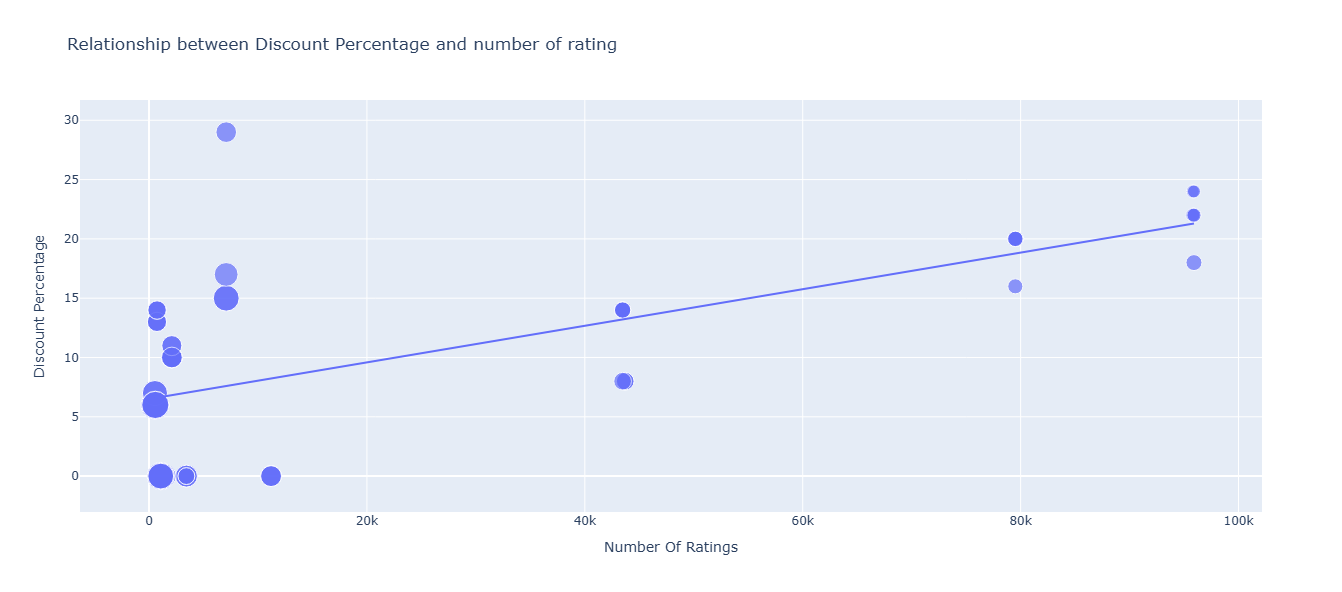 Relationship between Discount Percentage and number of rating
30
25
20
15
10
5
0
Discount Percentage
0 20k 40k 60k 80k 100k
Number Of Ratings